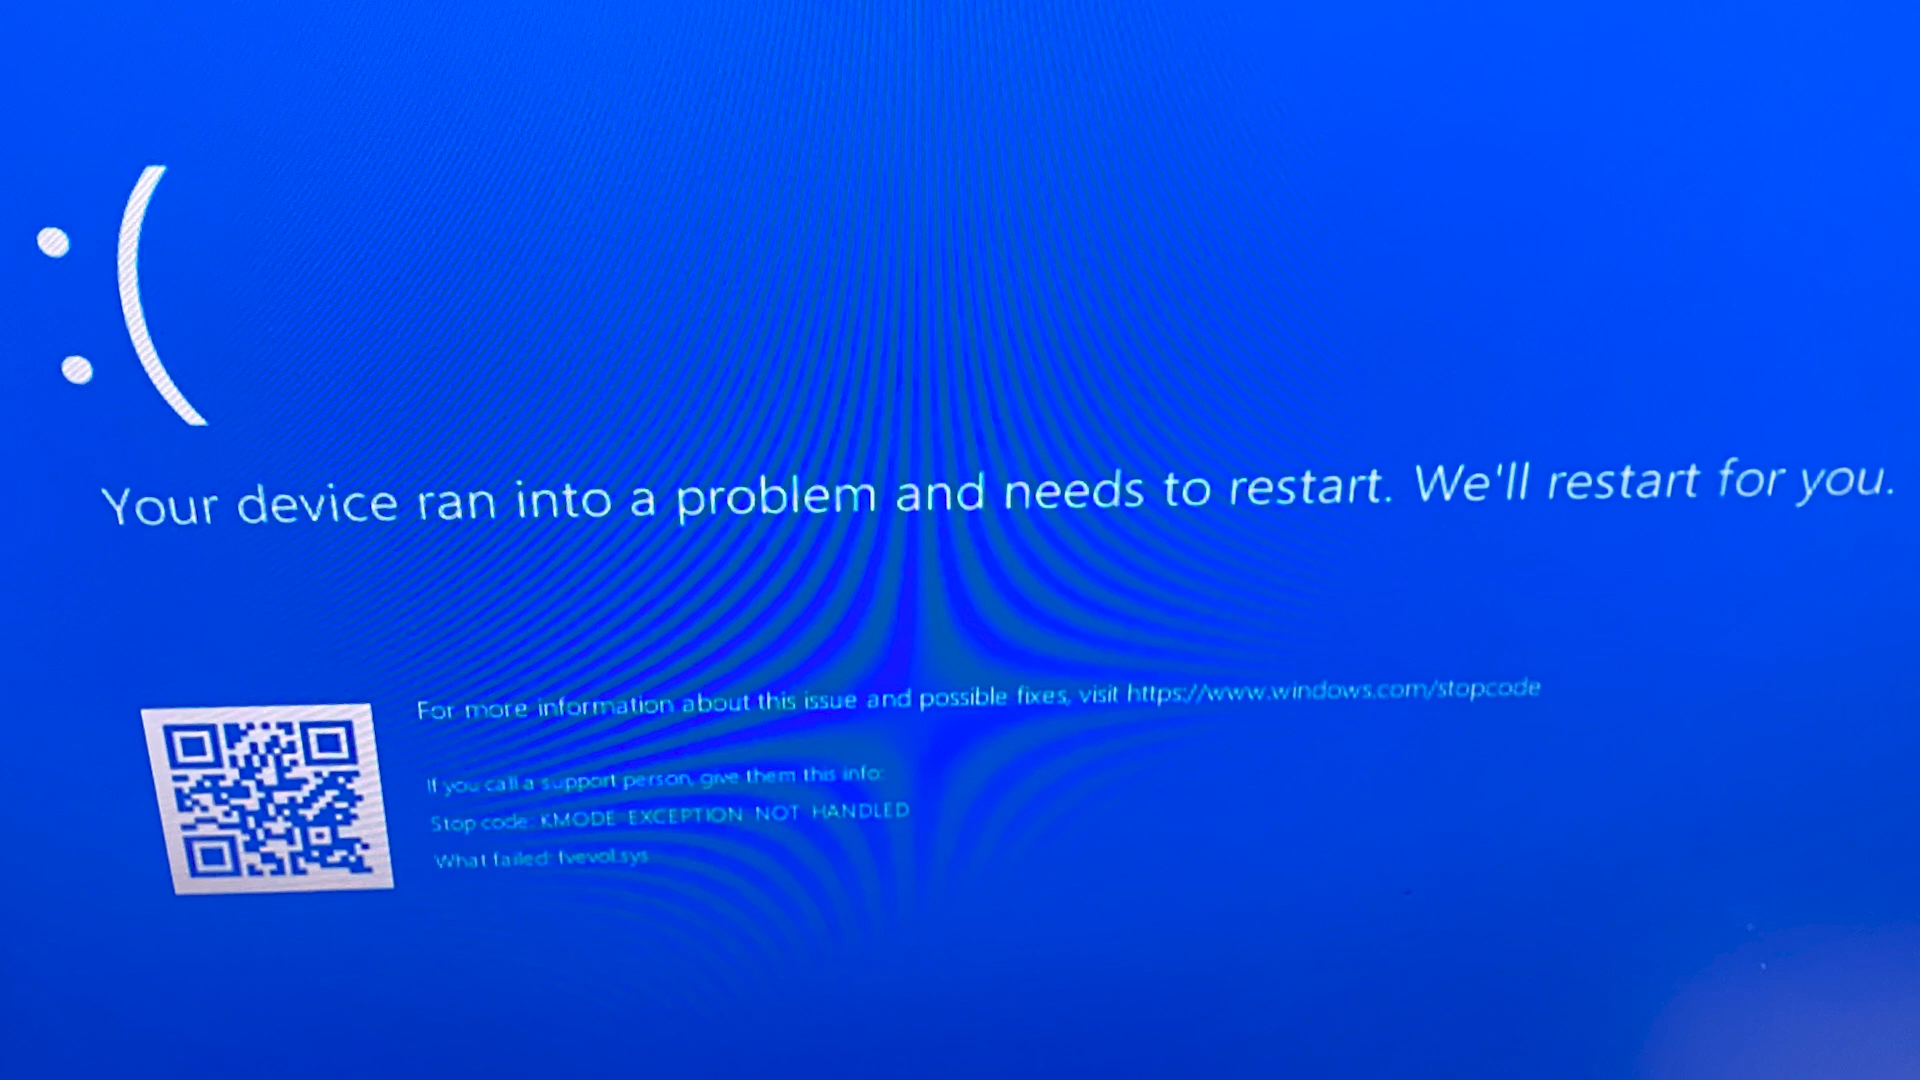 :(
Your device ran into a problem and needs to restart. We'll restart for you.
For more information about this issue and possible fixes, visit https://www.windows.com/stopcode
If you call a support person, give them this info:
Stop code: KMODE EXCEPTION NOT HANDLED
What failed: fvevol.sys